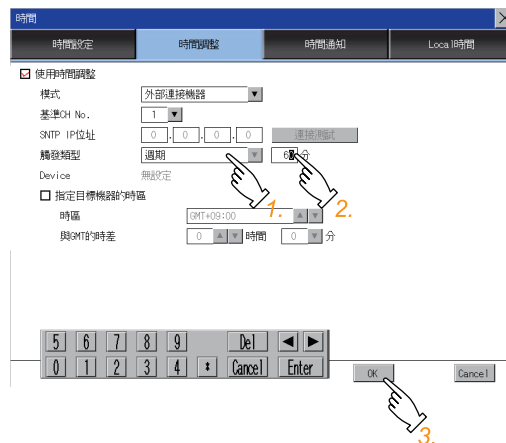 時間
時間設定 時間調整 時間通知 Local時間
使用時間調整
模式 外部連接機器
基準CH No. 1
SNTP IP位址 0 . 0 . 0 . 0 連接測試
觸發類型 週期 60 分
Device 無設定
指定目標機器的時區
時區 GMT+09:00
與GMT的時差 0 時間 0 分
1. 2.
5 6 7 8 9 Del
0 1 2 3 4 Cancel Enter
OK Cancel
3.